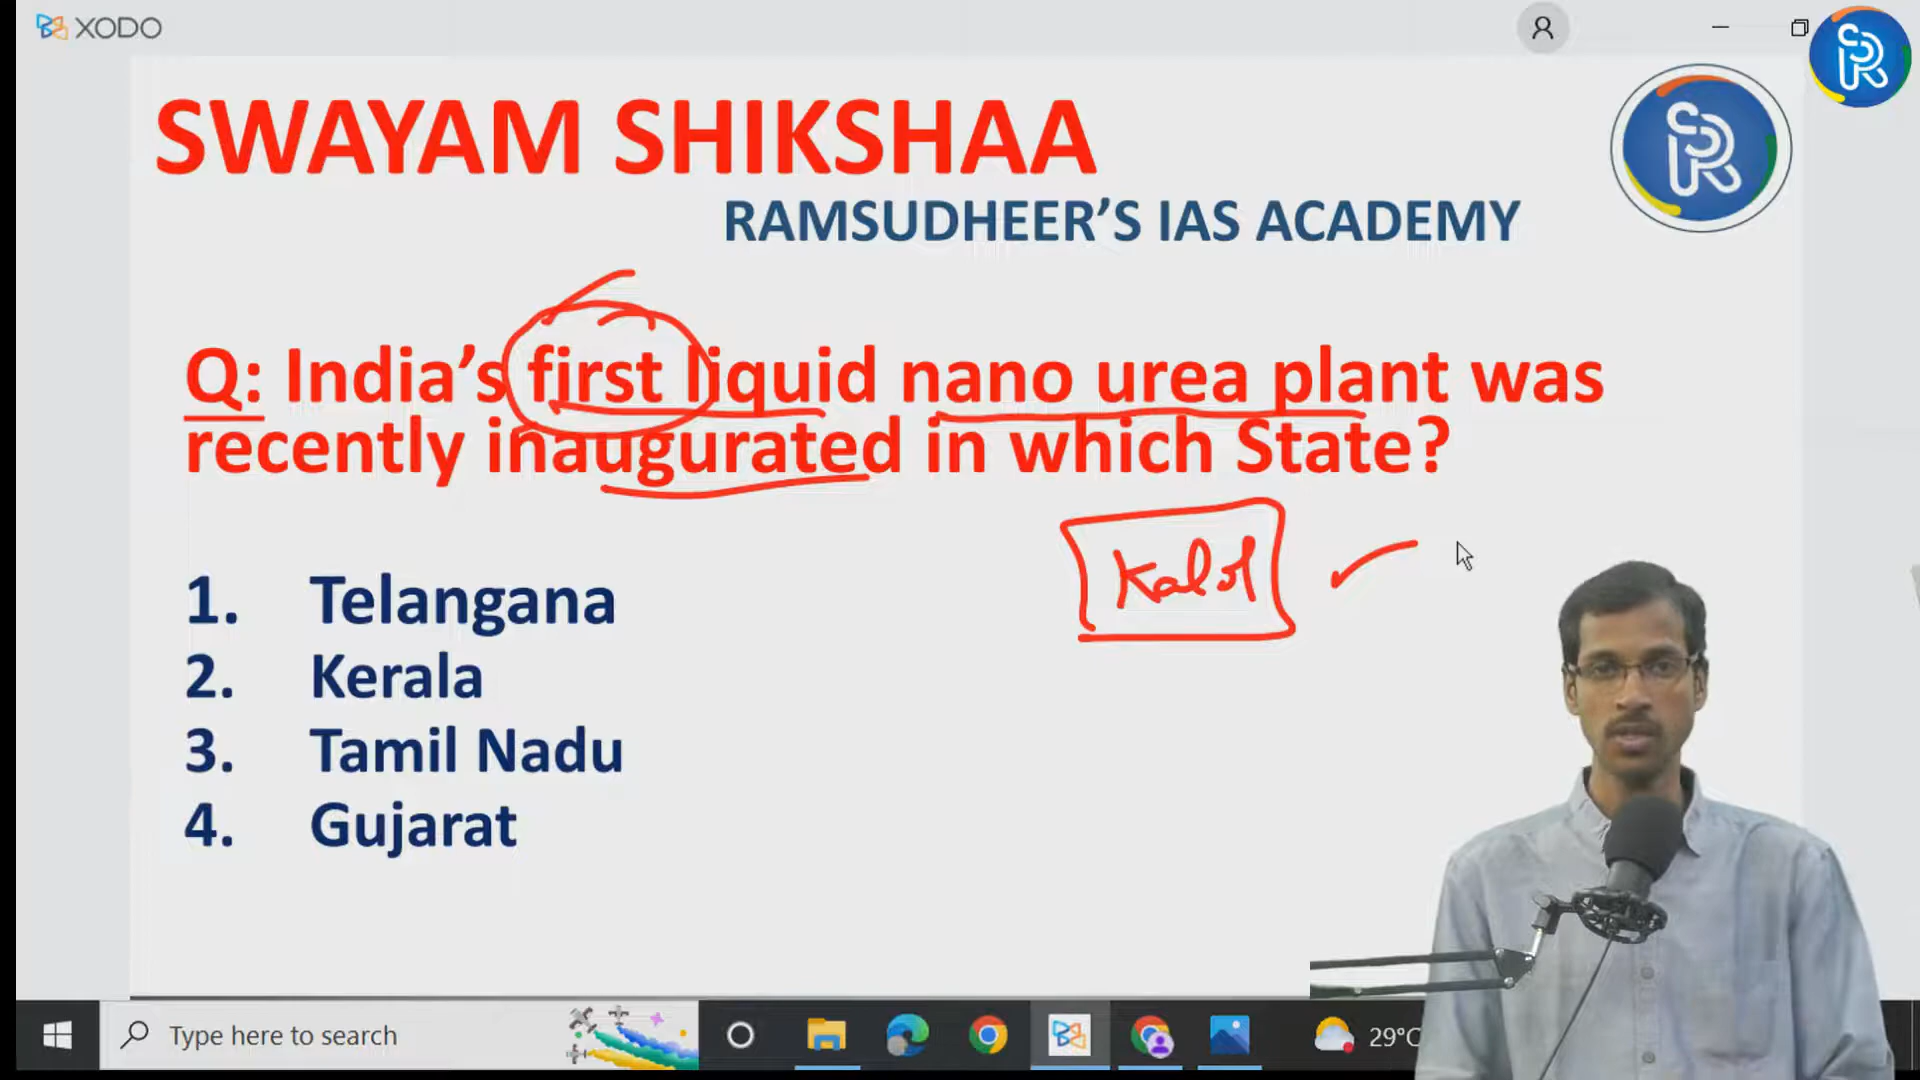 XODO
SWAYAM SHIKSHAA
RAMSUDHEER'S IAS ACADEMY
Q: India's first liquid nano urea plant was
recently inaugurated in which State?
Kalol
1. Telangana
2. Kerala
3. Tamil Nadu
4. Gujarat
Type here to search
29°C